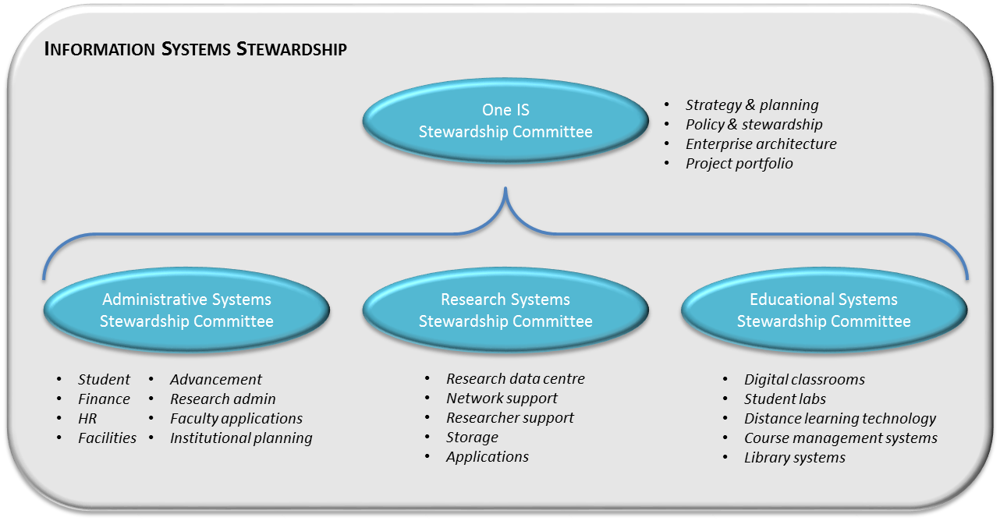 INFORMATION SYSTEMS STEWARDSHIP
One IS
Stewardship Committee
• Strategy & planning
• Policy & stewardship
• Enterprise architecture
• Project portfolio
Administrative Systems
Stewardship Committee
• Student
• Finance
• HR
• Facilities
• Advancement
• Research admin
• Faculty applications
• Institutional planning
Research Systems
Stewardship Committee
• Research data centre
• Network support
• Researcher support
• Storage
• Applications
Educational Systems
Stewardship Committee
• Digital classrooms
• Student labs
• Distance learning technology
• Course management systems
• Library systems